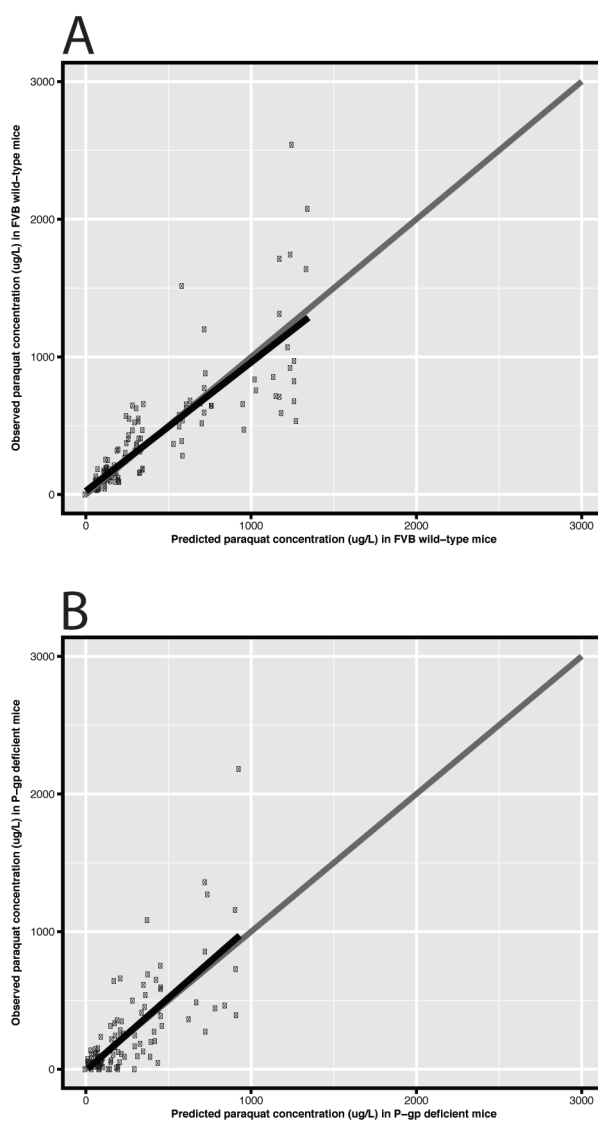 A
Observed paraquat concentration (ug/L) in FVB wild−type mice
3000
2000
1000
0
0 1000 2000 3000
Predicted paraquat concentration (ug/L) in FVB wild−type mice
B
Observed paraquat concentration (ug/L) in P−gp deficient mice
3000
2000
1000
0
0 1000 2000 3000
Predicted paraquat concentration (ug/L) in P−gp deficient mice